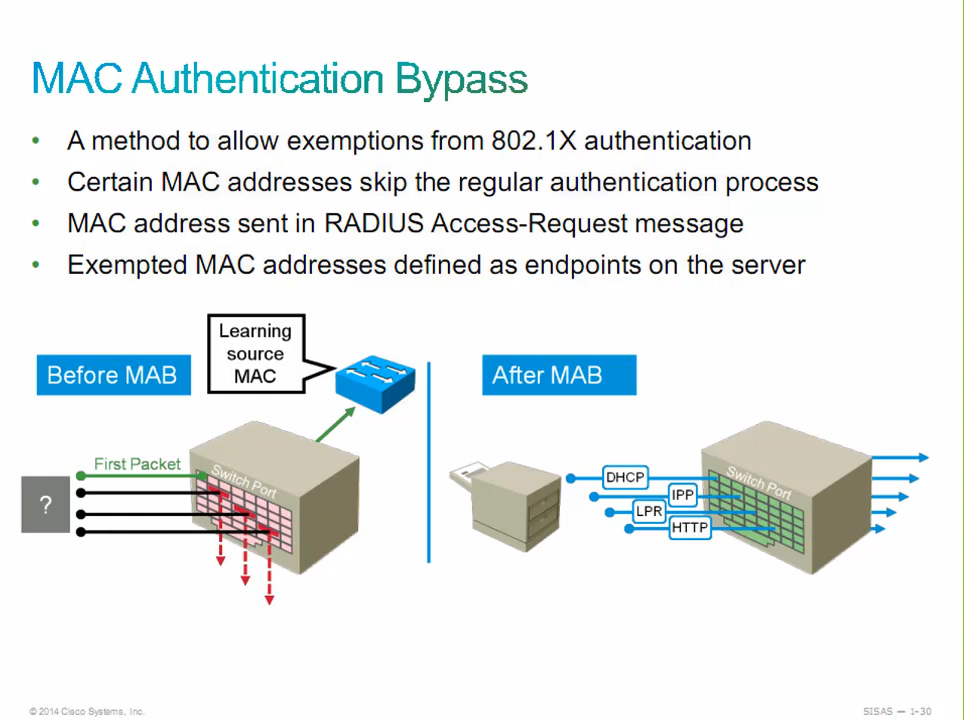 MAC Authentication Bypass
• A method to allow exemptions from 802.1X authentication
• Certain MAC addresses skip the regular authentication process
• MAC address sent in RADIUS Access-Request message
• Exempted MAC addresses defined as endpoints on the server
Learning
source
MAC
Before MAB
After MAB
First Packet
Switch Port
?
DHCP
IPP
LPR
HTTP
Switch Port
© 2014 Cisco Systems, Inc.
SISAS — 1-30